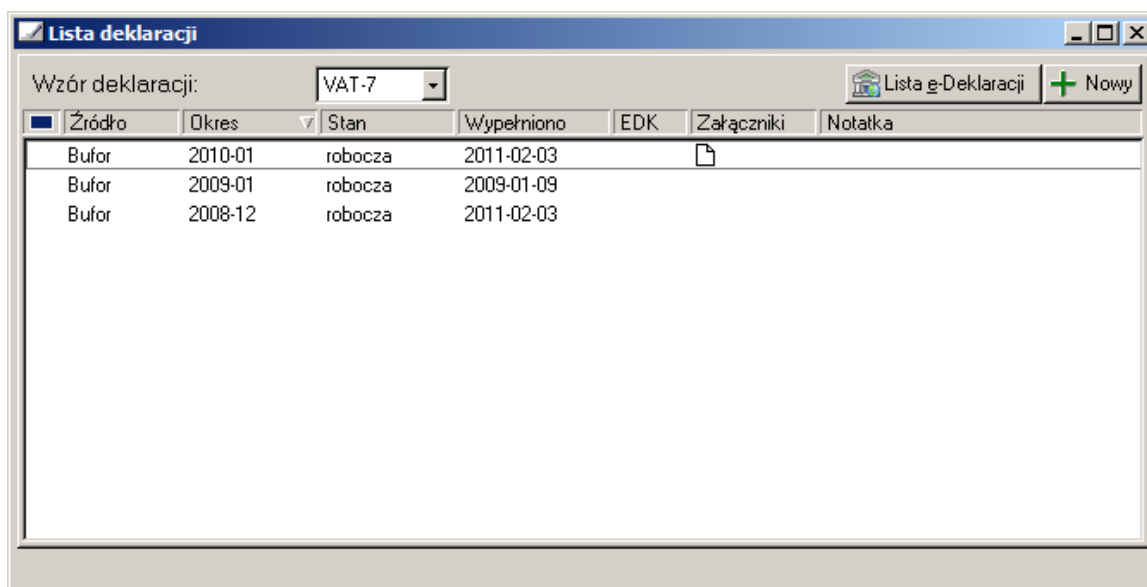 Lista deklaracji
Wzór deklaracji: VAT-7 Lista e-Deklaracji Nowy
Źródło Okres Stan Wypełniono EDK Załączniki Notatka
Bufor 2010-01 robocza 2011-02-03
Bufor 2009-01 robocza 2009-01-09
Bufor 2008-12 robocza 2011-02-03